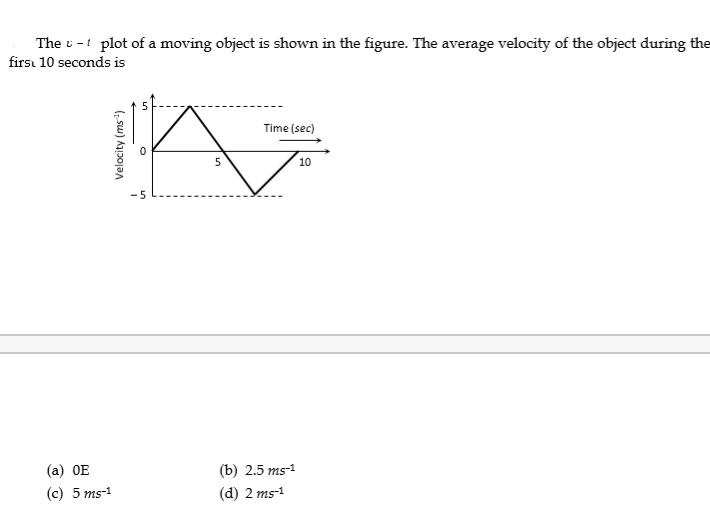 The v - t plot of a moving object is shown in the figure. The average velocity of the object during the
first 10 seconds is
5
Time (sec)
Velocity (ms⁻¹)
0
5
10
– 5
(a) 0E
(b) 2.5 ms⁻¹
(c) 5 ms⁻¹
(d) 2 ms⁻¹